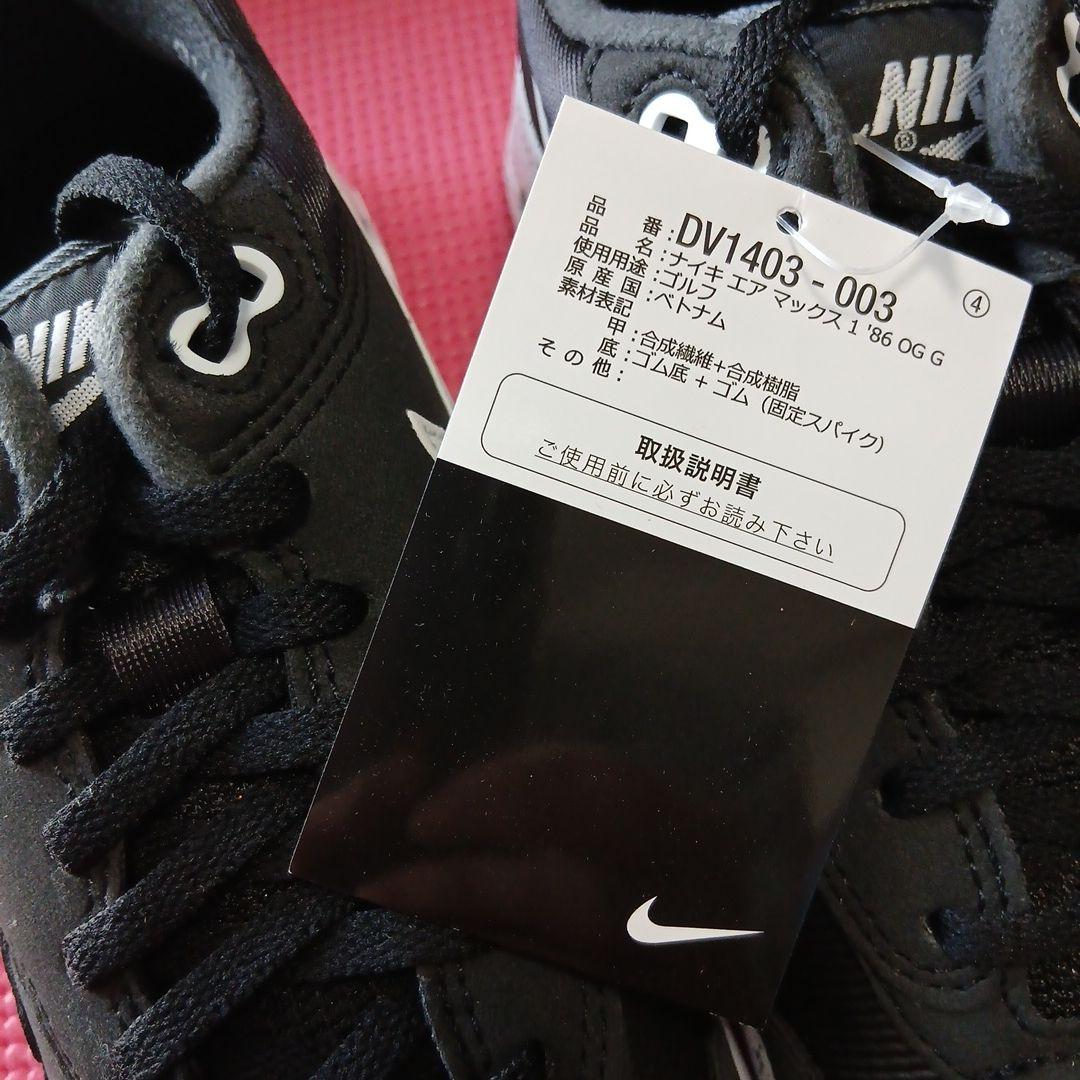 NIK
®
NIK
品番：DV1403-003
④
品名：ナイキ エア マックス 1 '86 OG G
使用用途：ゴルフ
原産国：ベトナム
素材表記
甲：合成繊維+合成樹脂
底：ゴム底 + ゴム（固定スパイク）
その他：
取扱説明書
ご使用前に必ずお読み下さい